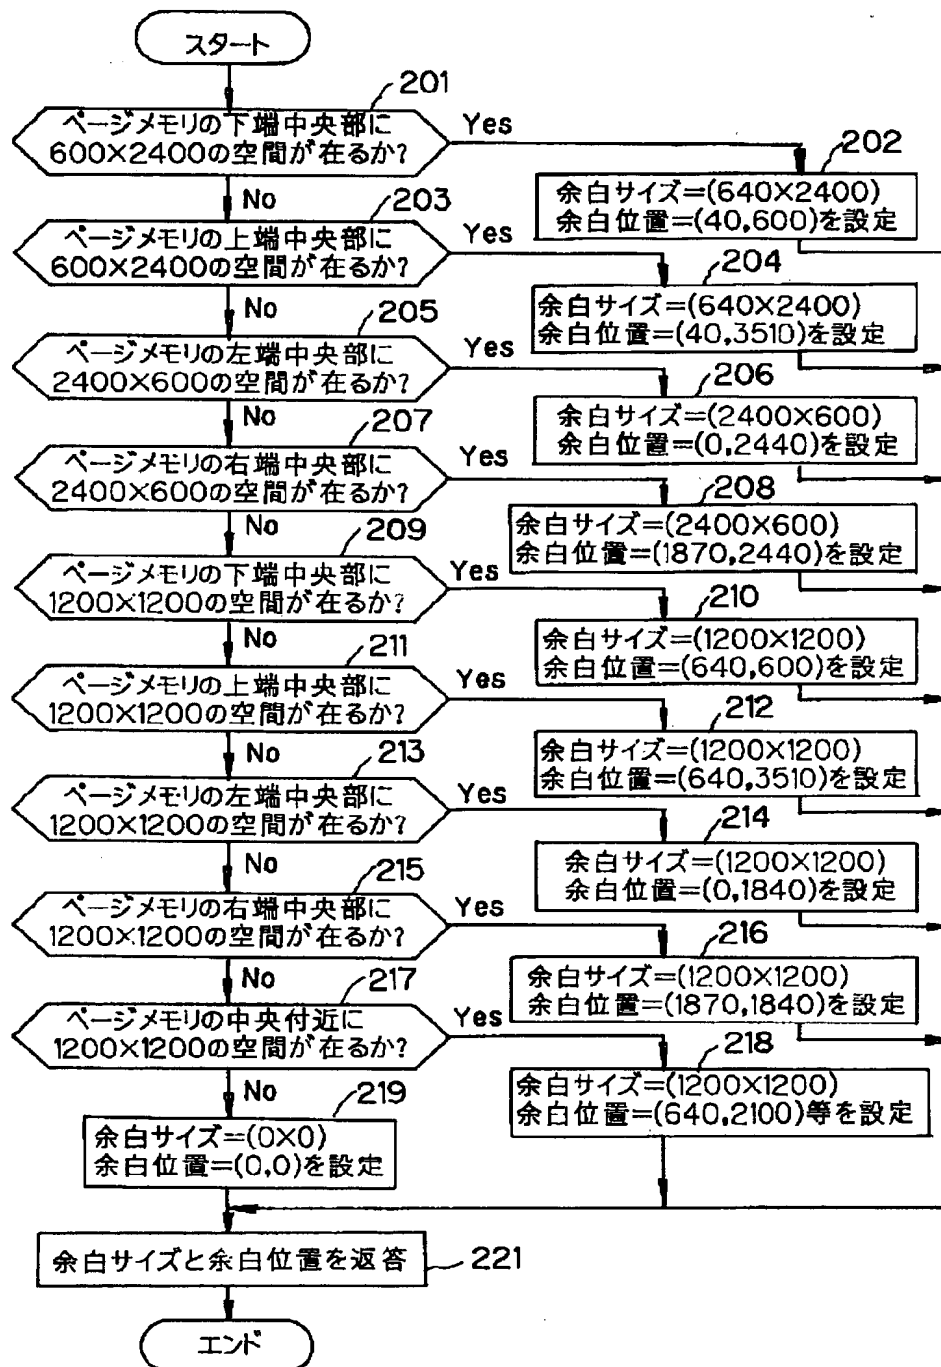 スタート
201
ページメモリの下端中央部に
600×2400の空間が在るか?
Yes
No
202
余白サイズ=(640×2400)
余白位置=(40,600)を設定
203
ページメモリの上端中央部に
600×2400の空間が在るか?
Yes
No
204
余白サイズ=(640×2400)
余白位置=(40,3510)を設定
205
ページメモリの左端中央部に
2400×600の空間が在るか?
Yes
No
206
余白サイズ=(2400×600)
余白位置=(0,2440)を設定
207
ページメモリの右端中央部に
2400×600の空間が在るか?
Yes
No
208
余白サイズ=(2400×600)
余白位置=(1870,2440)を設定
209
ページメモリの下端中央部に
1200×1200の空間が在るか?
Yes
No
210
余白サイズ=(1200×1200)
余白位置=(640,600)を設定
211
ページメモリの上端中央部に
1200×1200の空間が在るか?
Yes
No
212
余白サイズ=(1200×1200)
余白位置=(640,3510)を設定
213
ページメモリの左端中央部に
1200×1200の空間が在るか?
Yes
No
214
余白サイズ=(1200×1200)
余白位置=(0,1840)を設定
215
ページメモリの右端中央部に
1200×1200の空間が在るか?
Yes
No
216
余白サイズ=(1200×1200)
余白位置=(1870,1840)を設定
217
ページメモリの中央付近に
1200×1200の空間が在るか?
Yes
No
218
余白サイズ=(1200×1200)
余白位置=(640,2100)等を設定
219
余白サイズ=(0×0)
余白位置=(0,0)を設定
余白サイズと余白位置を返答
221
エンド